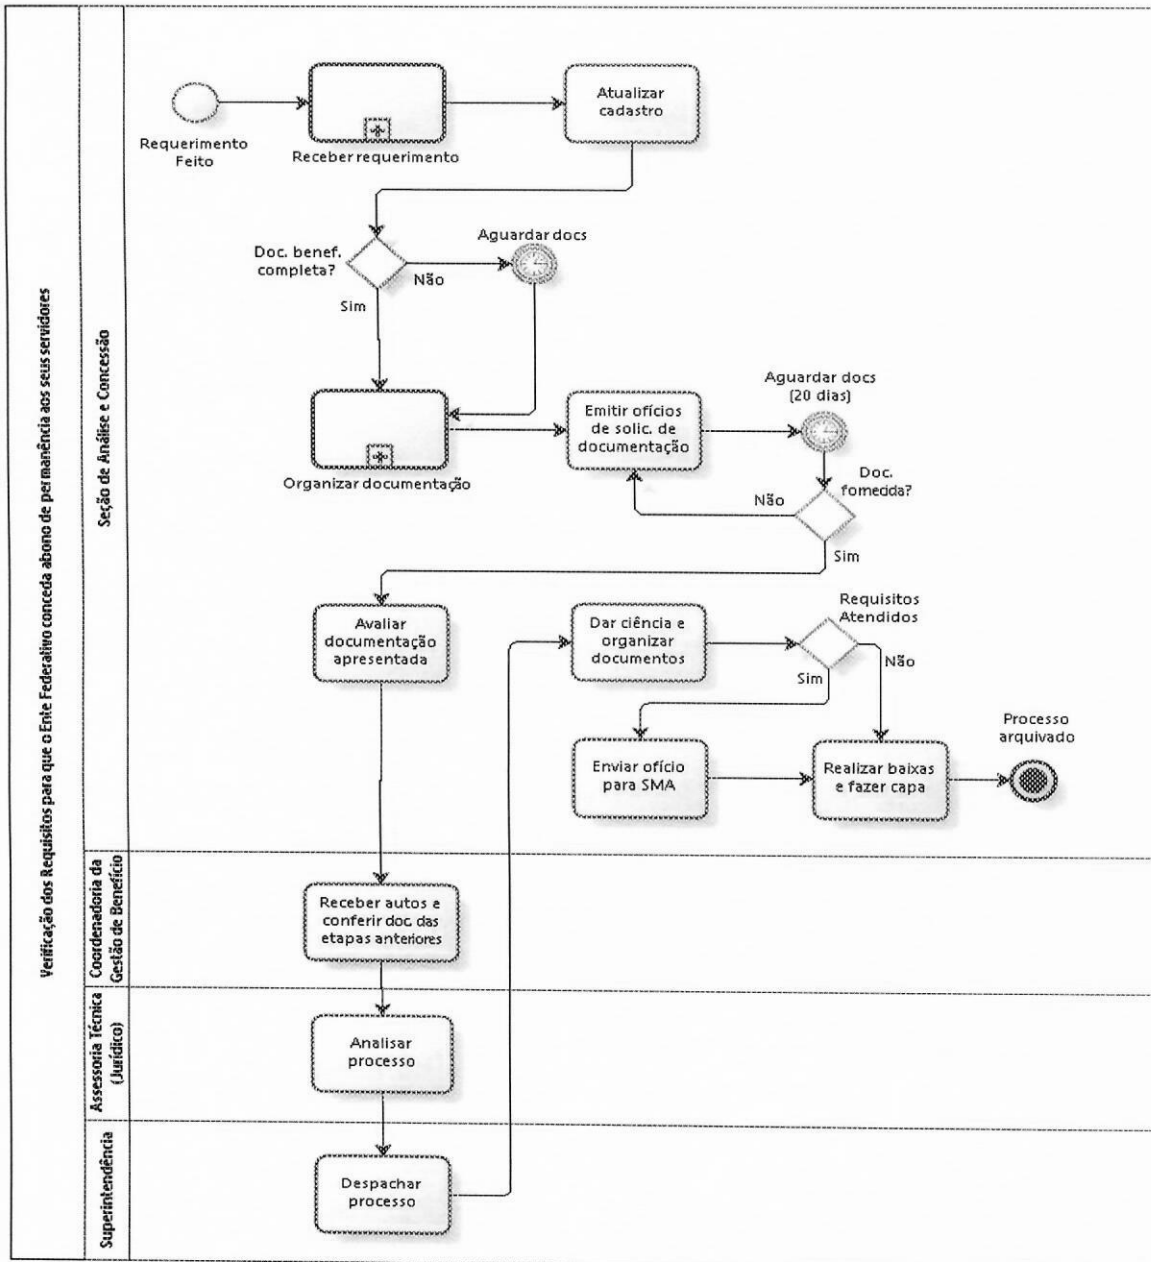 Verificação dos Requisitos para que o Ente Federativo conceda abono de permanência aos seus servidores
Seção de Análise e Concessão
Requerimento
Feito
Receber requerimento
Atualizar
cadastro
Doc. benef.
completa?
Não
Sim
Aguardar docs
Organizar documentação
Emitir ofícios
de solic. de
documentação
Aguardar docs
(20 dias)
Doc.
fornecida?
Não
Sim
Avaliar
documentação
apresentada
Dar ciência e
organizar
documentos
Requisitos
Atendidos
Não
Sim
Enviar ofício
para SMA
Realizar baixas
e fazer capa
Processo
arquivado
Coordenadoria da
Gestão de Benefício
Receber autos e
conferir doc. das
etapas anteriores
Assessoria Técnica
(Jurídico)
Analisar
processo
Superintendência
Despachar
processo